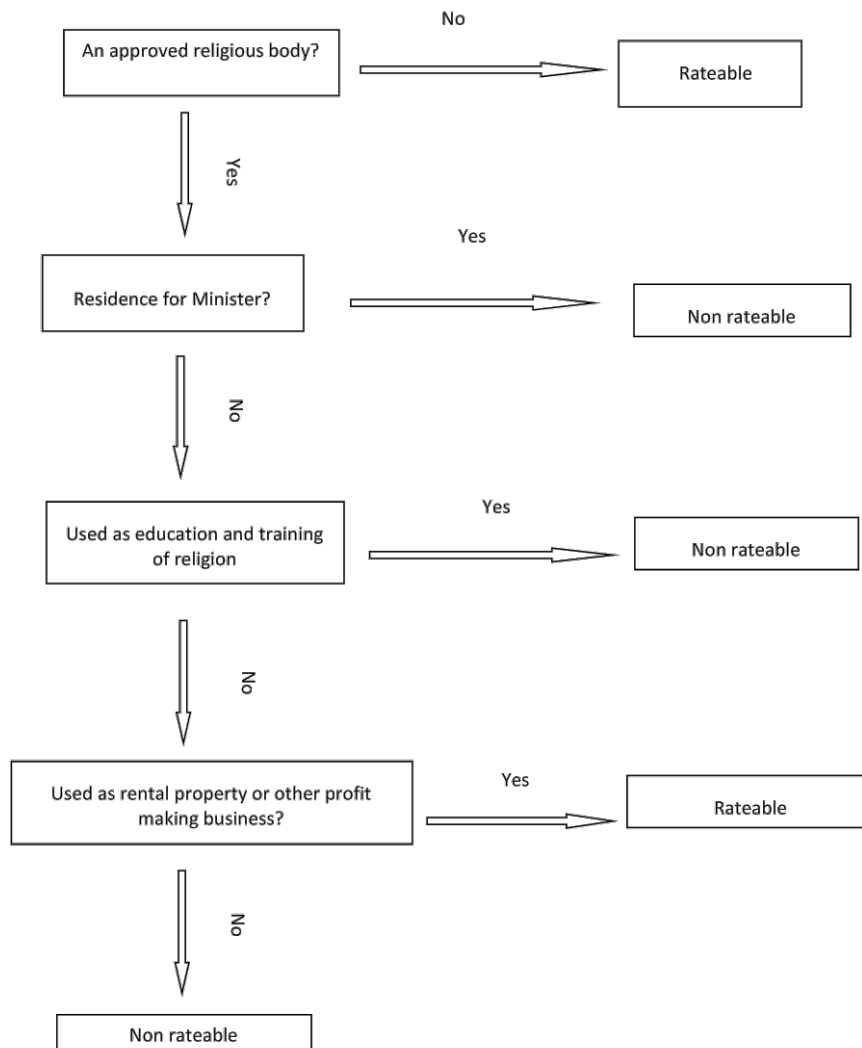 No
An approved religious body?
Rateable
Yes
Yes
Residence for Minister?
Non rateable
No
Yes
Used as education and training
of religion
Non rateable
No
Yes
Used as rental property or other profit
making business?
Rateable
No
Non rateable